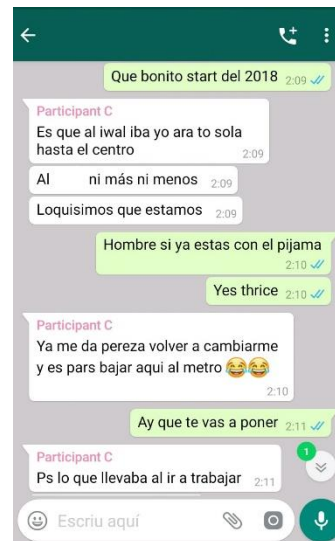 Que bonito start del 2018 2:09
Participant C
Es que al iwal iba yo ara to sola
hasta el centro 2:09
Al ni más ni menos 2:09
Loquisimos que estamos 2:09
Hombre si ya estas con el pijama
2:10
Yes thrice 2:10
Participant C
Ya me da pereza volver a cambiarme
y es pars bajar aqui al metro 😂😂
2:10
Ay que te vas a poner 2:11
1
Participant C
Ps lo que llevaba al ir a trabajar 2:11
Escriu aquí